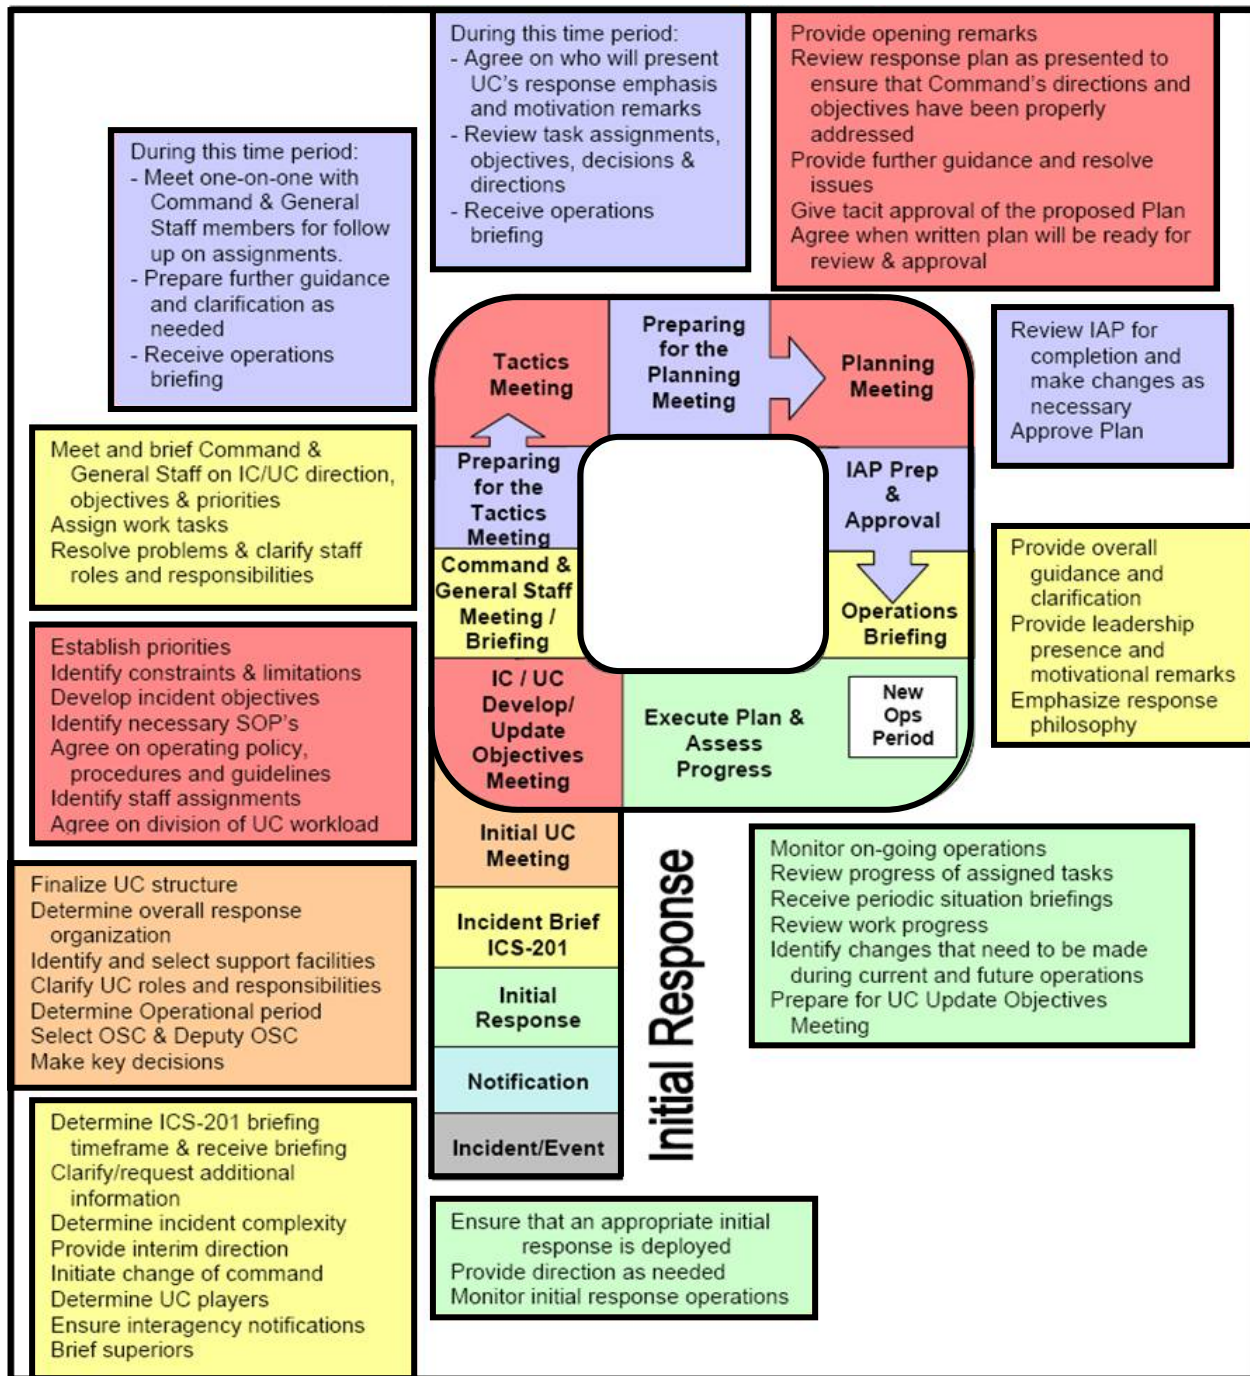 During this time period:
- Agree on who will present
UC's response emphasis
and motivation remarks
- Review task assignments,
objectives, decisions &
directions
- Receive operations
briefing
Provide opening remarks
Review response plan as presented to
ensure that Command's directions and
objectives have been properly
addressed
Provide further guidance and resolve
issues
Give tacit approval of the proposed Plan
Agree when written plan will be ready for
review & approval
During this time period:
- Meet one-on-one with
Command & General
Staff members for follow
up on assignments.
- Prepare further guidance
and clarification as
needed
- Receive operations
briefing
Tactics
Meeting
Preparing
for the
Planning
Meeting
Planning
Meeting
Review IAP for
completion and
make changes as
necessary
Approve Plan
Meet and brief Command &
General Staff on IC/UC direction,
objectives & priorities
Assign work tasks
Resolve problems & clarify staff
roles and responsibilities
Preparing
for the
Tactics
Meeting
IAP Prep
&
Approval
Command &
General Staff
Meeting /
Briefing
Operations
Briefing
Provide overall
guidance and
clarification
Provide leadership
presence and
motivational remarks
Emphasize response
philosophy
Establish priorities
Identify constraints & limitations
Develop incident objectives
Identify necessary SOP's
Agree on operating policy,
procedures and guidelines
Identify staff assignments
Agree on division of UC workload
IC / UC
Develop/
Update
Objectives
Meeting
Execute Plan &
Assess
Progress
New
Ops
Period
Initial UC
Meeting
Finalize UC structure
Determine overall response
organization
Identify and select support facilities
Clarify UC roles and responsibilities
Determine Operational period
Select OSC & Deputy OSC
Make key decisions
Incident Brief
ICS-201
Initial
Response
Notification
Incident/Event
Initial Response
Monitor on-going operations
Review progress of assigned tasks
Receive periodic situation briefings
Review work progress
Identify changes that need to be made
during current and future operations
Prepare for UC Update Objectives
Meeting
Determine ICS-201 briefing
timeframe & receive briefing
Clarify/request additional
information
Determine incident complexity
Provide interim direction
Initiate change of command
Determine UC players
Ensure interagency notifications
Brief superiors
Ensure that an appropriate initial
response is deployed
Provide direction as needed
Monitor initial response operations